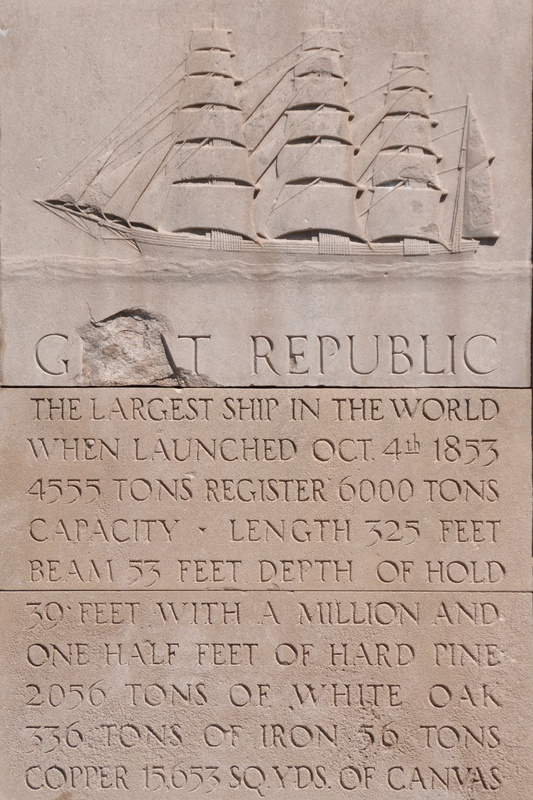 G T REPUBLIC
THE LARGEST SHIP IN THE WORLD
WHEN LAUNCHED OCT. 4th 1853
4555 TONS REGISTER 6000 TONS
CAPACITY · LENGTH 325 FEET
BEAM 53 FEET DEPTH OF HOLD
39 FEET WITH A MILLION AND
ONE HALF FEET OF HARD PINE
2056 TONS OF WHITE OAK
336 TONS OF IRON 56 TONS
COPPER 15,653 SQ. YDS. OF CANVAS